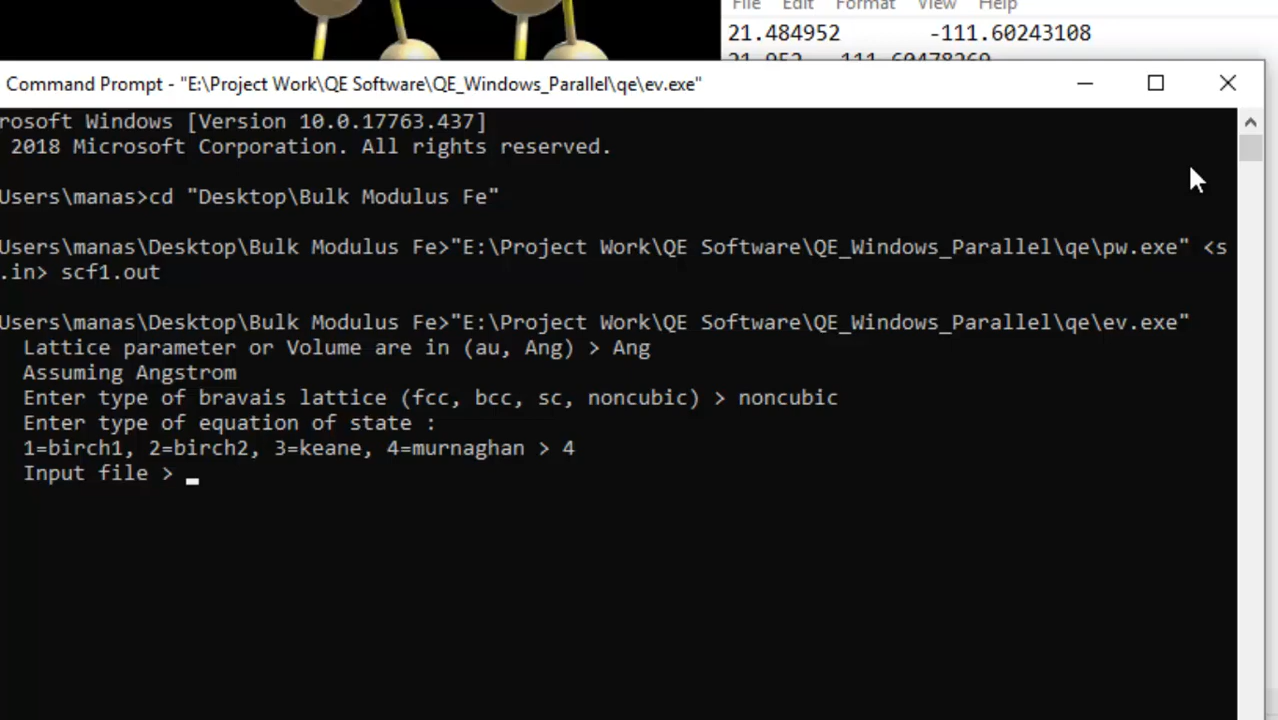 File Edit Format View Help
21.484952 -111.60243108
21.952 -111.60478269
Command Prompt - "E:\Project Work\QE Software\QE_Windows_Parallel\qe\ev.exe"
rosoft Windows [Version 10.0.17763.437]
2018 Microsoft Corporation. All rights reserved.
Users\manas>cd "Desktop\Bulk Modulus Fe"
Users\manas\Desktop\Bulk Modulus Fe>"E:\Project Work\QE Software\QE_Windows_Parallel\qe\pw.exe" <s
.in> scf1.out
Users\manas\Desktop\Bulk Modulus Fe>"E:\Project Work\QE Software\QE_Windows_Parallel\qe\ev.exe"
Lattice parameter or Volume are in (au, Ang) > Ang
Assuming Angstrom
Enter type of bravais lattice (fcc, bcc, sc, noncubic) > noncubic
Enter type of equation of state :
1=birch1, 2=birch2, 3=keane, 4=murnaghan > 4
Input file >